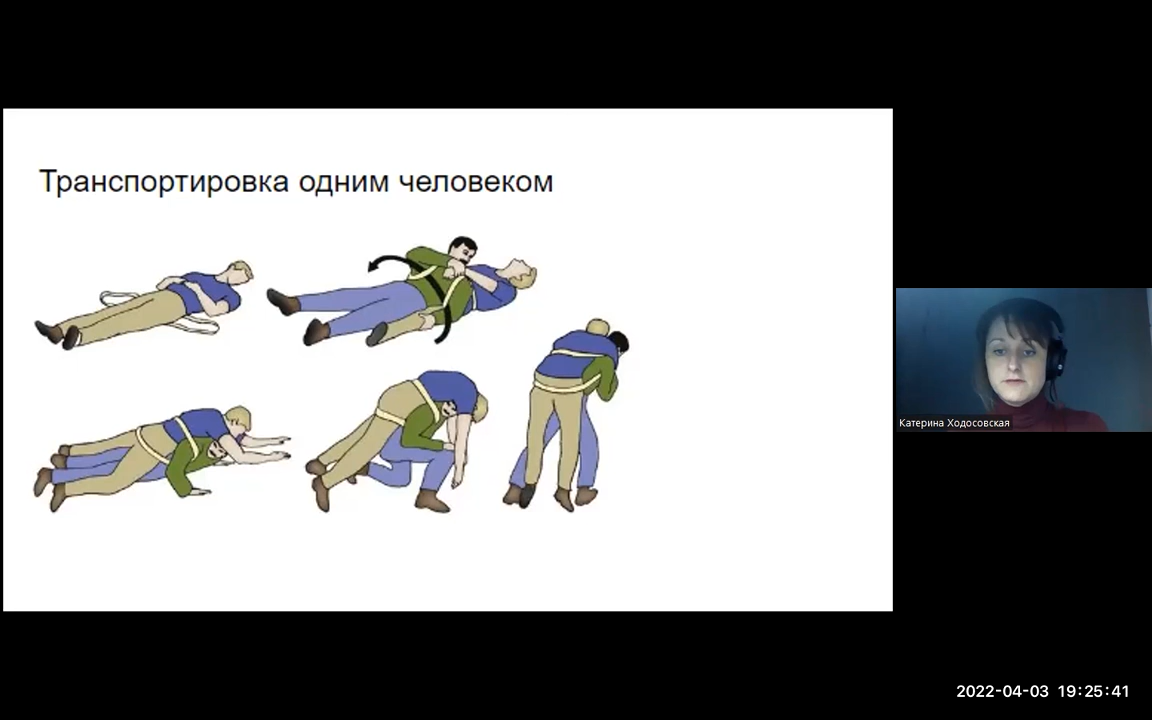 Транспортировка одним человеком
Катерина Ходосовская
2022-04-03 19:25:41